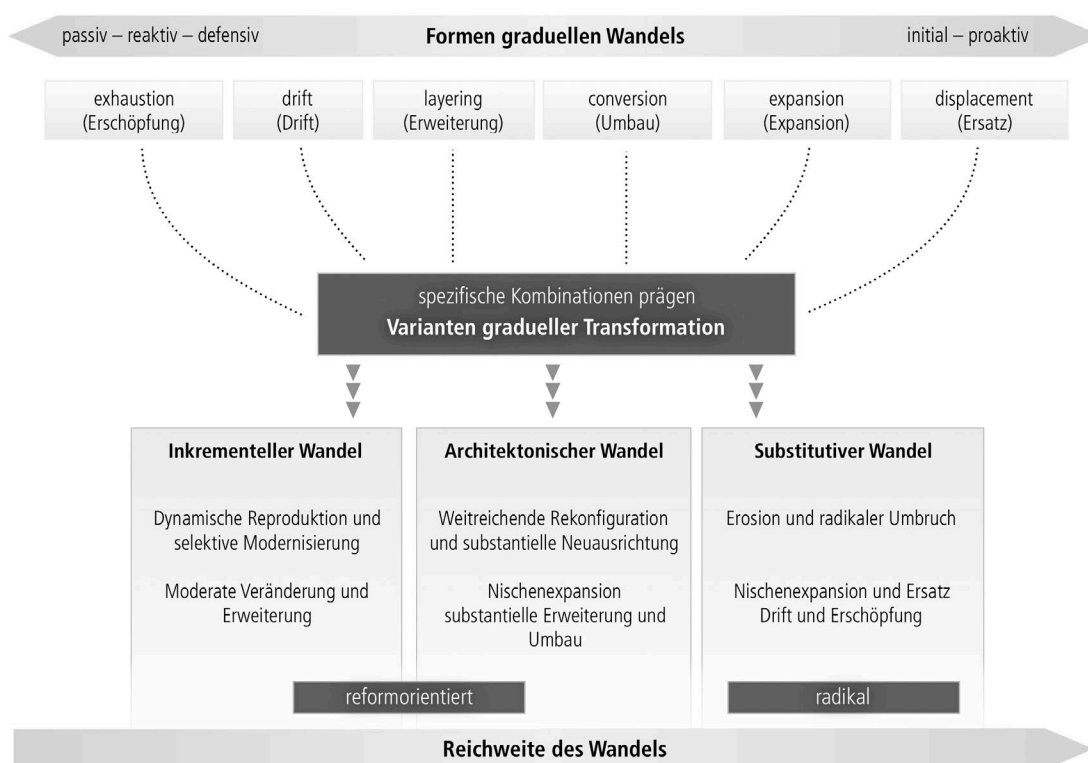 passiv – reaktiv – defensiv
Formen graduellen Wandels
initial – proaktiv
exhaustion
(Erschöpfung)
drift
(Drift)
layering
(Erweiterung)
conversion
(Umbau)
expansion
(Expansion)
displacement
(Ersatz)
spezifische Kombinationen prägen
Varianten gradueller Transformation
Inkrementeller Wandel
Dynamische Reproduktion und
selektive Modernisierung
Moderate Veränderung und
Erweiterung
Architektonischer Wandel
Weitreichende Rekonfiguration
und substantielle Neuausrichtung
Nischenexpansion
substantielle Erweiterung und
Umbau
Substitutiver Wandel
Erosion und radikaler Umbruch
Nischenexpansion und Ersatz
Drift und Erschöpfung
reformorientiert
radikal
Reichweite des Wandels